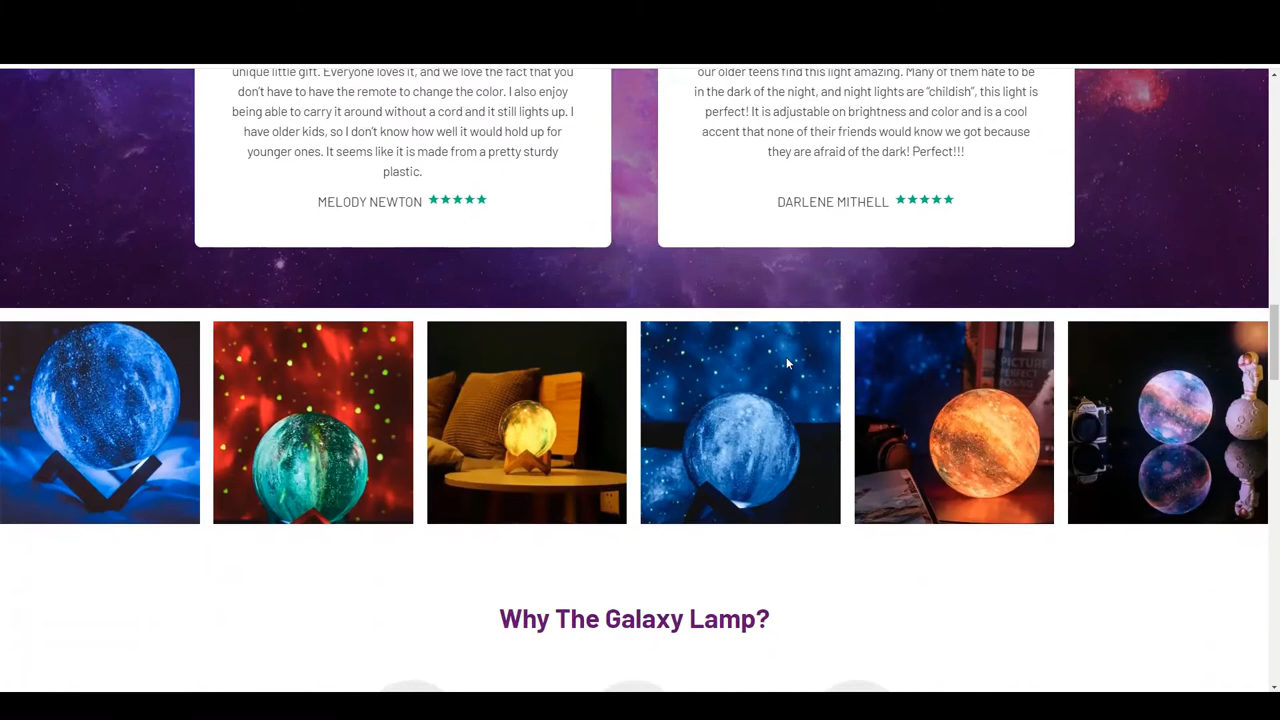 unique little gift. Everyone loves it, and we love the fact that you
don't have to have the remote to change the color. I also enjoy
being able to carry it around without a cord and it still lights up. I
have older kids, so I don't know how well it would hold up for
younger ones. It seems like it is made from a pretty sturdy
plastic.
MELODY NEWTON
our older teens find this light amazing. Many of them hate to be
in the dark of the night, and night lights are “childish”, this light is
perfect! It is adjustable on brightness and color and is a cool
accent that none of their friends would know we got because
they are afraid of the dark! Perfect!!!
DARLENE MITHELL
PICTURE
PERFECT
POSING
Why The Galaxy Lamp?